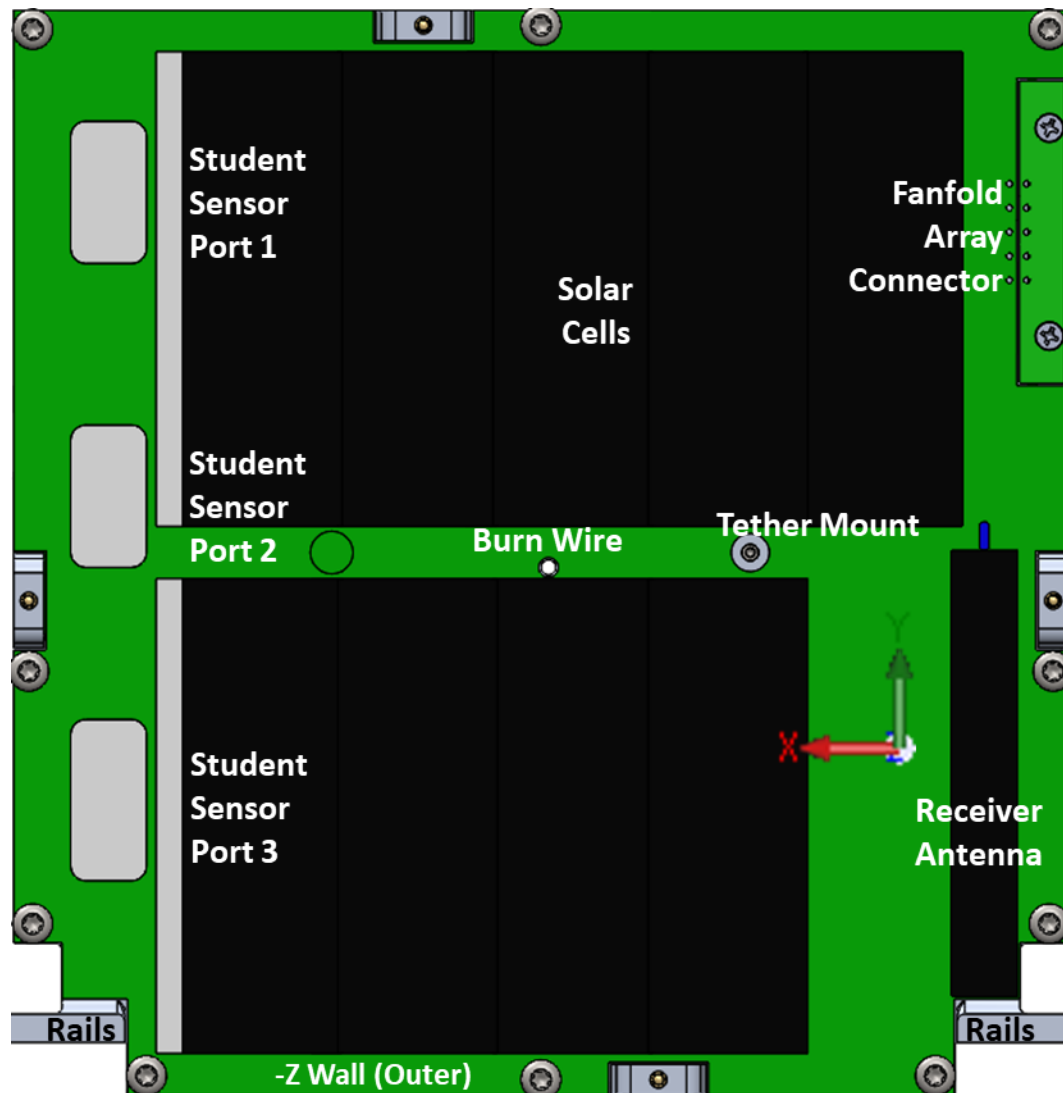 Student
Sensor
Port 1
Fanfold
Array
Connector
Solar
Cells
Student
Sensor
Port 2
Burn Wire
Tether Mount
Y
X
Student
Sensor
Port 3
Receiver
Antenna
Rails
Rails
-Z Wall (Outer)